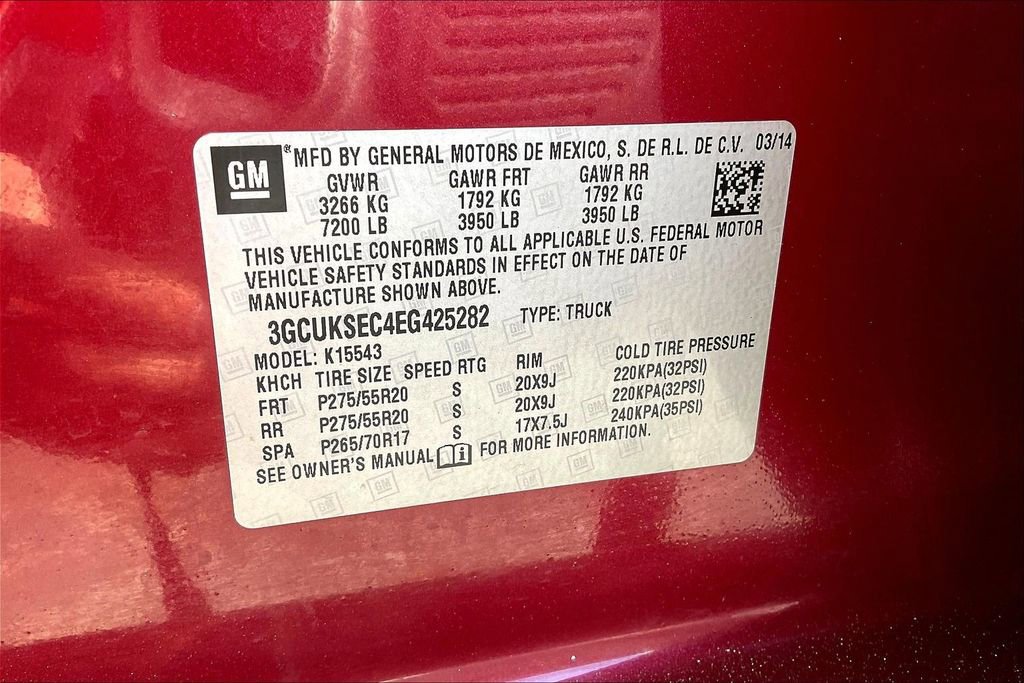 GM® MFD BY GENERAL MOTORS DE MEXICO, S. DE R.L. DE C.V. 03/14
GVWR GAWR FRT GAWR RR
3266 KG 1792 KG 1792 KG
7200 LB 3950 LB 3950 LB
THIS VEHICLE CONFORMS TO ALL APPLICABLE U.S. FEDERAL MOTOR
VEHICLE SAFETY STANDARDS IN EFFECT ON THE DATE OF
MANUFACTURE SHOWN ABOVE.
3GCUKSEC4EG425282 TYPE: TRUCK
MODEL: K15543
KHCH TIRE SIZE SPEED RTG RIM COLD TIRE PRESSURE
FRT P275/55R20 S 20X9J 220KPA(32PSI)
RR P275/55R20 S 20X9J 220KPA(32PSI)
SPA P265/70R17 S 17X7.5J 240KPA(35PSI)
SEE OWNER'S MANUAL FOR MORE INFORMATION.